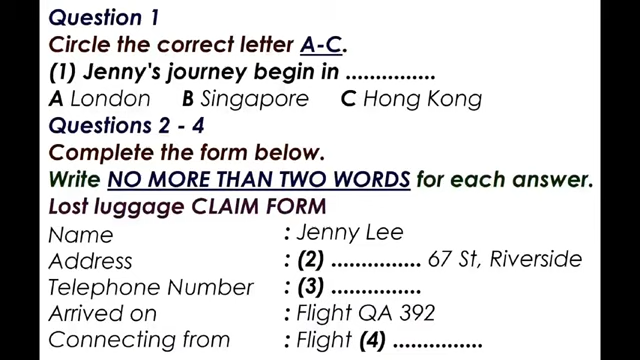 Question 1
Circle the correct letter A-C.
(1) Jenny's journey begin in ...............
A London B Singapore C Hong Kong
Questions 2 - 4
Complete the form below.
Write NO MORE THAN TWO WORDS for each answer.
Lost luggage CLAIM FORM
Name : Jenny Lee
Address : (2) ............... 67 St, Riverside
Telephone Number : (3) ...............
Arrived on : Flight QA 392
Connecting from : Flight (4) ...............